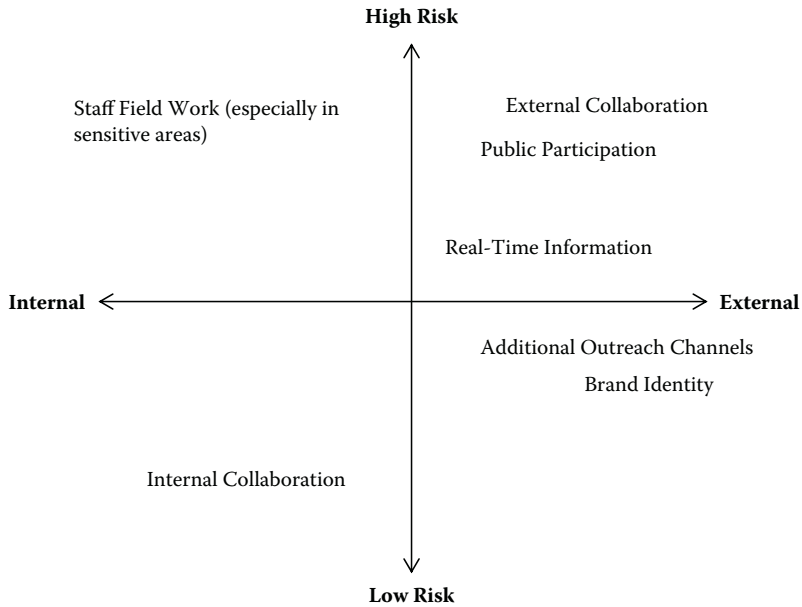 High Risk
Staff Field Work (especially in
sensitive areas)
External Collaboration
Public Participation
Real-Time Information
Internal
External
Additional Outreach Channels
Brand Identity
Internal Collaboration
Low Risk